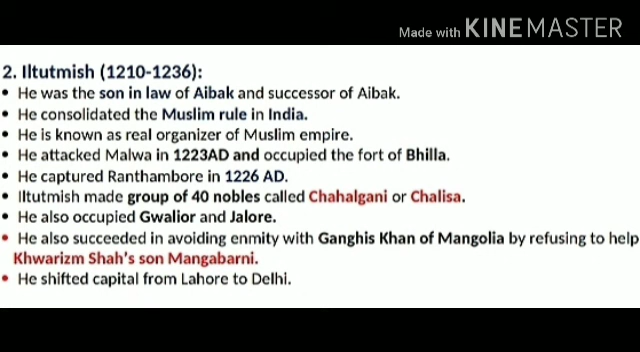 Made with KINEMASTER
2. Iltutmish (1210-1236):
• He was the son in law of Aibak and successor of Aibak.
• He consolidated the Muslim rule in India.
• He is known as real organizer of Muslim empire.
• He attacked Malwa in 1223AD and occupied the fort of Bhilla.
• He captured Ranthambore in 1226 AD.
• Iltutmish made group of 40 nobles called Chahalgani or Chalisa.
• He also occupied Gwalior and Jalore.
• He also succeeded in avoiding enmity with Ganghis Khan of Mangolia by refusing to help
Khwarizm Shah's son Mangabarni.
• He shifted capital from Lahore to Delhi.